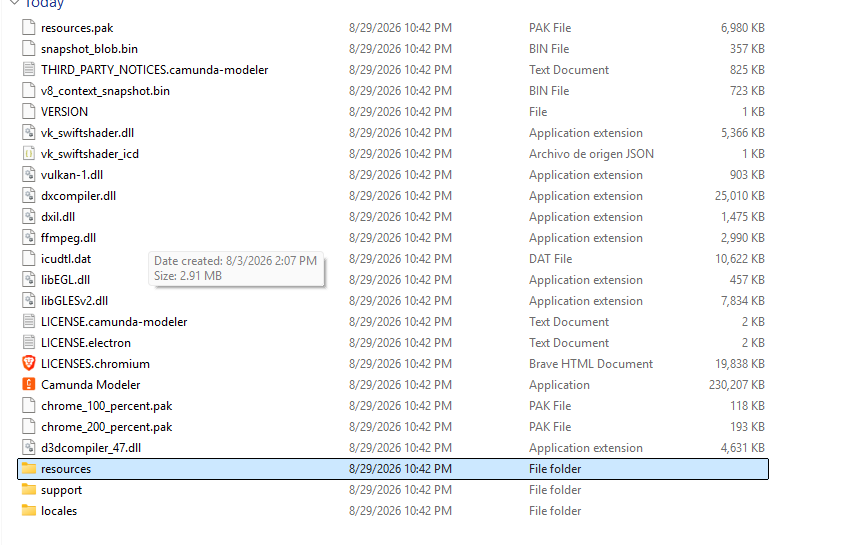 Today
resources.pak 8/29/2026 10:42 PM PAK File 6,980 KB
snapshot_blob.bin 8/29/2026 10:42 PM BIN File 357 KB
THIRD_PARTY_NOTICES.camunda-modeler 8/29/2026 10:42 PM Text Document 825 KB
v8_context_snapshot.bin 8/29/2026 10:42 PM BIN File 723 KB
VERSION 8/29/2026 10:42 PM File 1 KB
vk_swiftshader.dll 8/29/2026 10:42 PM Application extension 5,366 KB
vk_swiftshader_icd 8/29/2026 10:42 PM Archivo de origen JSON 1 KB
vulkan-1.dll 8/29/2026 10:42 PM Application extension 903 KB
dxcompiler.dll 8/29/2026 10:42 PM Application extension 25,010 KB
dxil.dll 8/29/2026 10:42 PM Application extension 1,475 KB
ffmpeg.dll 8/29/2026 10:42 PM Application extension 2,990 KB
icudtl.dat 8/29/2026 10:42 PM DAT File 10,622 KB
Date created: 8/3/2026 2:07 PM
Size: 2.91 MB
libEGL.dll 8/29/2026 10:42 PM Application extension 457 KB
libGLESv2.dll 8/29/2026 10:42 PM Application extension 7,834 KB
LICENSE.camunda-modeler 8/29/2026 10:42 PM Text Document 2 KB
LICENSE.electron 8/29/2026 10:42 PM Text Document 2 KB
LICENSES.chromium 8/29/2026 10:42 PM Brave HTML Document 19,838 KB
Camunda Modeler 8/29/2026 10:42 PM Application 230,207 KB
chrome_100_percent.pak 8/29/2026 10:42 PM PAK File 118 KB
chrome_200_percent.pak 8/29/2026 10:42 PM PAK File 193 KB
d3dcompiler_47.dll 8/29/2026 10:42 PM Application extension 4,631 KB
resources 8/29/2026 10:42 PM File folder
support 8/29/2026 10:42 PM File folder
locales 8/29/2026 10:42 PM File folder